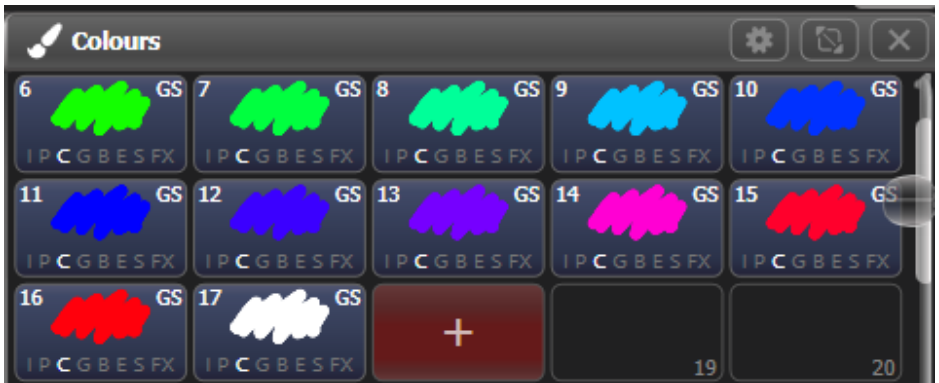 Colours
6 GS 7 GS 8 GS 9 GS 10 GS
I P C G B E S FX I P C G B E S FX I P C G B E S FX I P C G B E S FX I P C G B E S FX
11 GS 12 GS 13 GS 14 GS 15 GS
I P C G B E S FX I P C G B E S FX I P C G B E S FX I P C G B E S FX I P C G B E S FX
16 GS 17 GS
+
I P C G B E S FX I P C G B E S FX 19 20